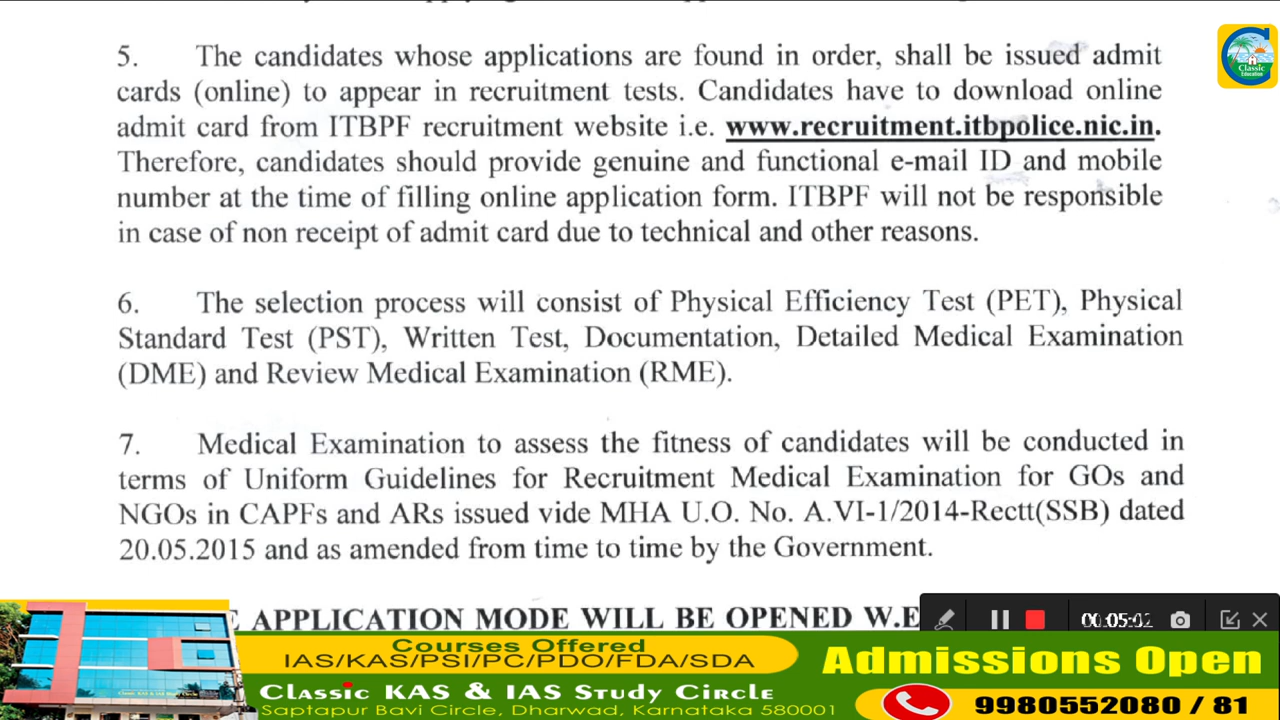 5. The candidates whose applications are found in order, shall be issued admit
cards (online) to appear in recruitment tests. Candidates have to download online
admit card from ITBPF recruitment website i.e. www.recruitment.itbpolice.nic.in.
Therefore, candidates should provide genuine and functional e-mail ID and mobile
number at the time of filling online application form. ITBPF will not be responsible
in case of non receipt of admit card due to technical and other reasons.
6. The selection process will consist of Physical Efficiency Test (PET), Physical
Standard Test (PST), Written Test, Documentation, Detailed Medical Examination
(DME) and Review Medical Examination (RME).
7. Medical Examination to assess the fitness of candidates will be conducted in
terms of Uniform Guidelines for Recruitment Medical Examination for GOs and
NGOs in CAPFs and ARs issued vide MHA U.O. No. A.VI-1/2014-Rectt(SSB) dated
20.05.2015 and as amended from time to time by the Government.
APPLICATION MODE WILL BE OPENED W.E
00:05:02
Classic
Education
Courses Offered
IAS/KAS/PSI/PC/PDO/FDA/SDA
Admissions Open
Classic KAS & IAS Study Circle
Saptapur Bavi Circle, Dharwad, Karnataka 580001
9980552080 / 81